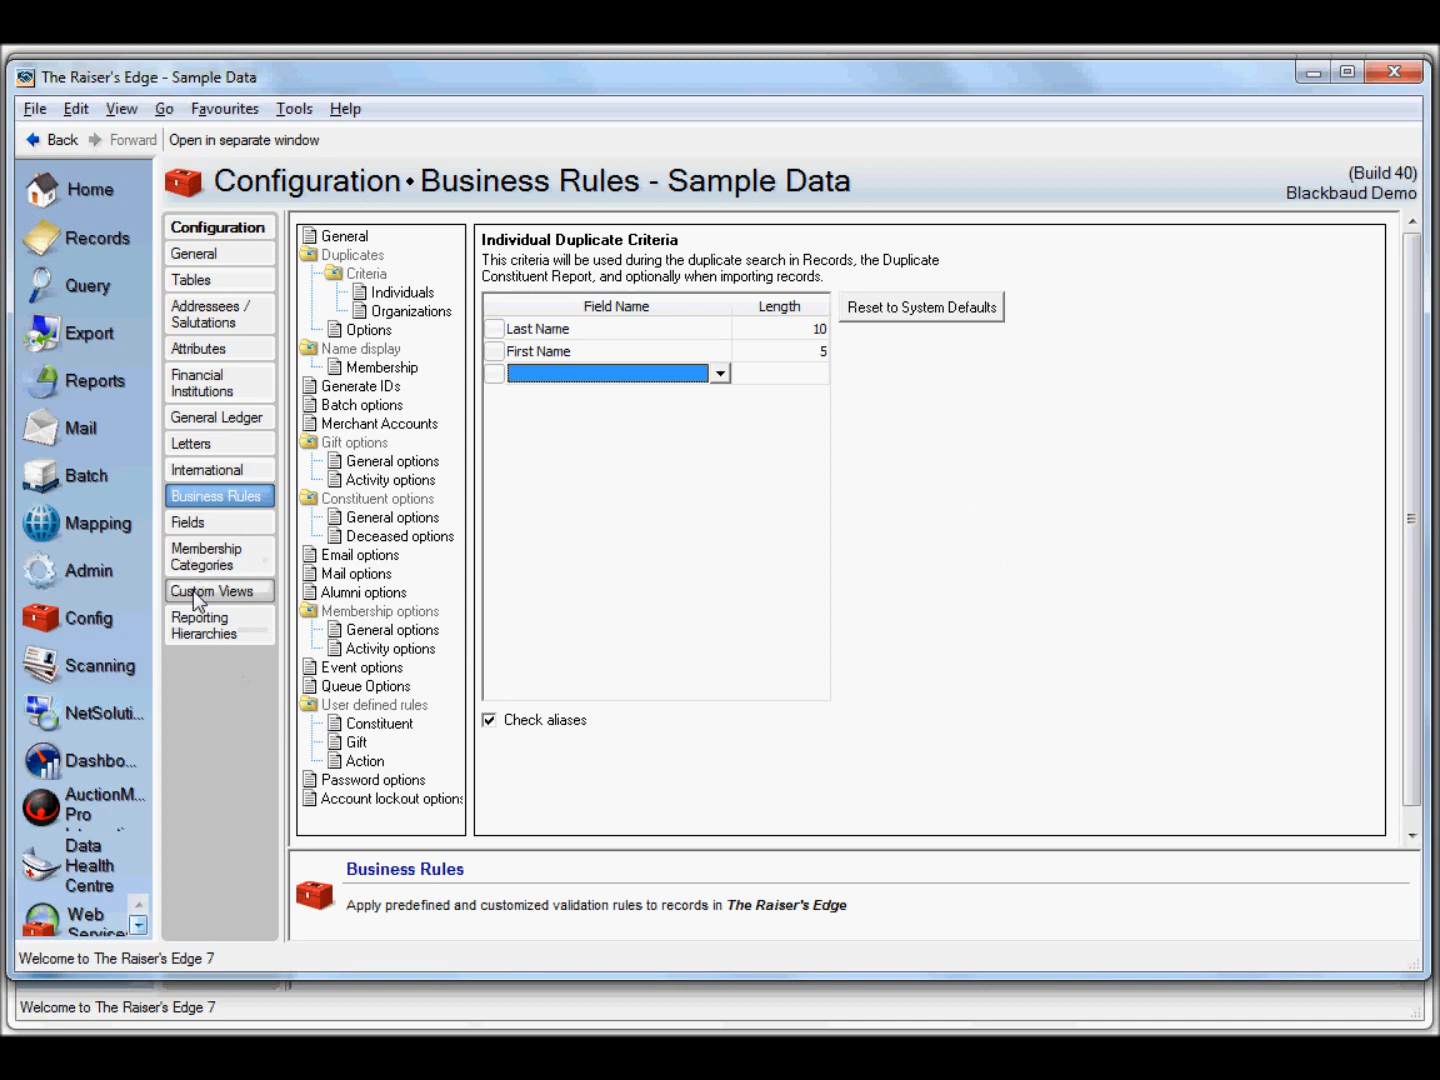 The Raiser's Edge - Sample Data
File Edit View Go Favourites Tools Help
Back Forward Open in separate window
Configuration • Business Rules - Sample Data
(Build 40)
Blackbaud Demo
Home
Records
Query
Export
Reports
Mail
Batch
Mapping
Admin
Config
Scanning
NetSoluti...
Dashbo...
AuctionM...
Pro
Data
Health
Centre
Web
Service
Configuration
General
Tables
Addressees /
Salutations
Attributes
Financial
Institutions
General Ledger
Letters
International
Business Rules
Fields
Membership
Categories
Custom Views
Reporting
Hierarchies
General
Duplicates
Criteria
Individuals
Organizations
Options
Name display
Membership
Generate IDs
Batch options
Merchant Accounts
Gift options
General options
Activity options
Constituent options
General options
Deceased options
Email options
Mail options
Alumni options
Membership options
General options
Activity options
Event options
Queue Options
User defined rules
Constituent
Gift
Action
Password options
Account lockout options
Individual Duplicate Criteria
This criteria will be used during the duplicate search in Records, the Duplicate
Constituent Report, and optionally when importing records.
Field Name Length
Last Name 10
First Name 5
Reset to System Defaults
Check aliases
Business Rules
Apply predefined and customized validation rules to records in The Raiser's Edge
Welcome to The Raiser's Edge 7
Welcome to The Raiser's Edge 7